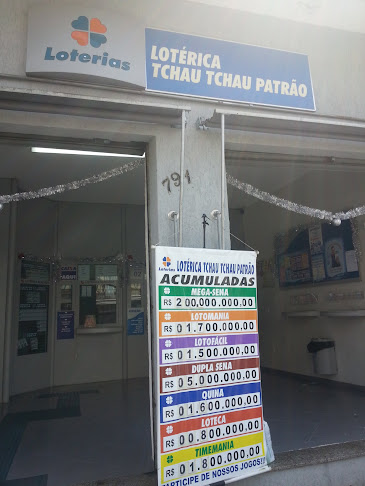 Loterias
LOTÉRICA
TCHAU TCHAU PATRÃO
791
Loterias LOTÉRICA TCHAU TCHAU PATRÃO
ACUMULADAS
MEGA-SENA
R$ 200,000,000.00
LOTOMANIA
R$ 01.700.000.00
LOTOFÁCIL
R$ 01.500.000.00
DUPLA SENA
R$ 05.000.000.00
QUINA
R$ 01.600.000.00
LOTECA
R$ 00.800.000.00
TIMEMANIA
R$ 01.800.000.00
PARTICIPE DE NOSSOS JOGOS!!!